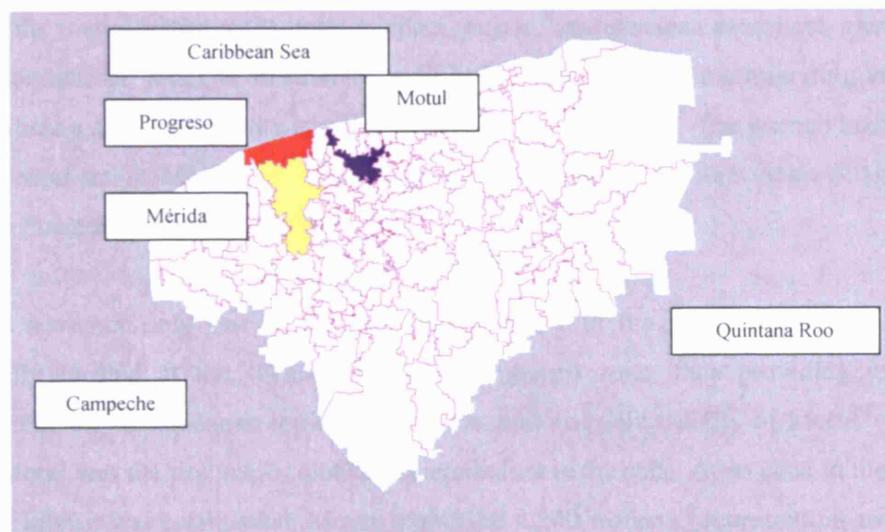 Caribbean Sea
Motul
Progreso
Mérida
Quintana Roo
Campeche